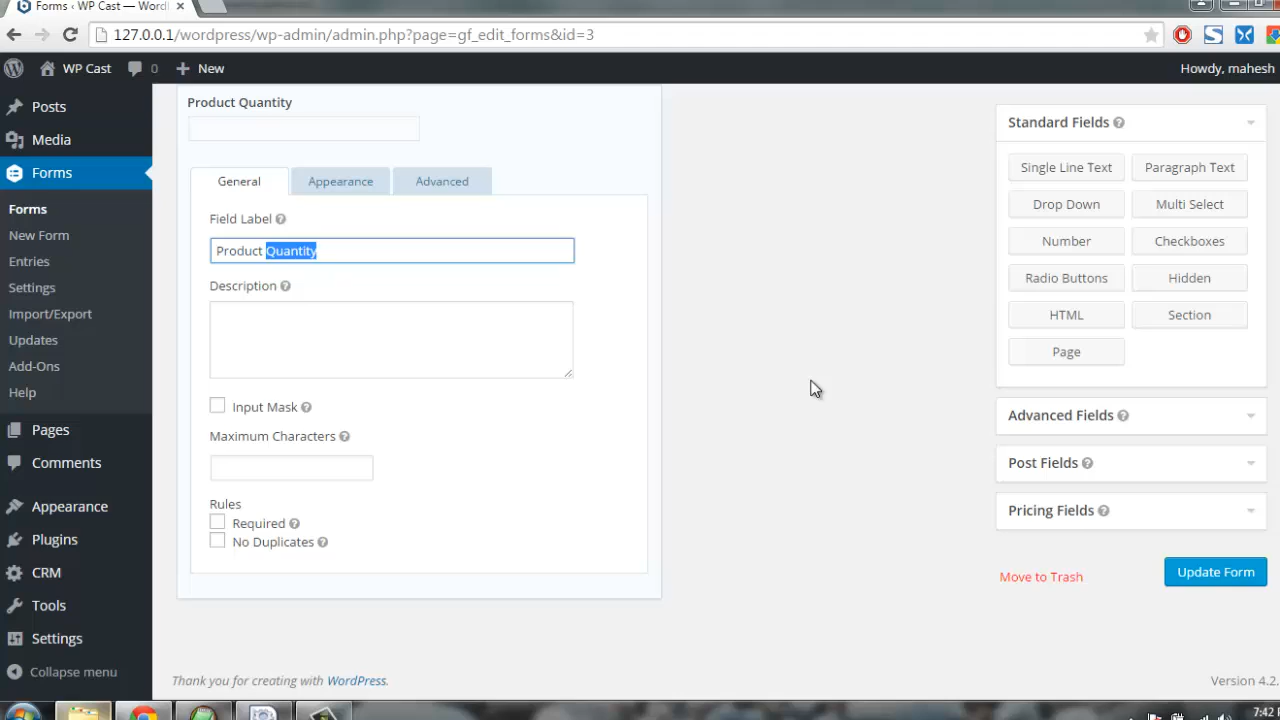 Forms ‹ WP Cast — Word
127.0.0.1/wordpress/wp-admin/admin.php?page=gf_edit_forms&id=3
WP Cast
0
New
Howdy, mahesh
Posts
Media
Forms
Forms
New Form
Entries
Settings
Import/Export
Updates
Add-Ons
Help
Pages
Comments
Appearance
Plugins
CRM
Tools
Settings
Collapse menu
Product Quantity
General
Appearance
Advanced
Field Label
Product Quantity
Description
Input Mask
Maximum Characters
Rules
Required
No Duplicates
Standard Fields
Single Line Text
Paragraph Text
Drop Down
Multi Select
Number
Checkboxes
Radio Buttons
Hidden
HTML
Section
Page
Advanced Fields
Post Fields
Pricing Fields
Move to Trash
Update Form
Thank you for creating with WordPress.
Version 4.2.
7:42